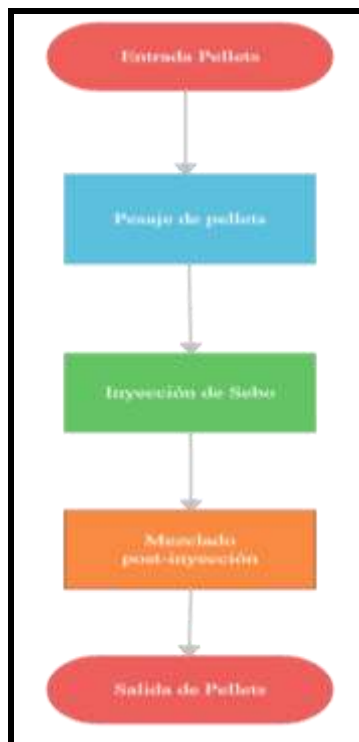 Entrada Pellets
Pesaje de pellets
Inyección de Sebo
Mezclado
post-inyección
Salida de Pellets